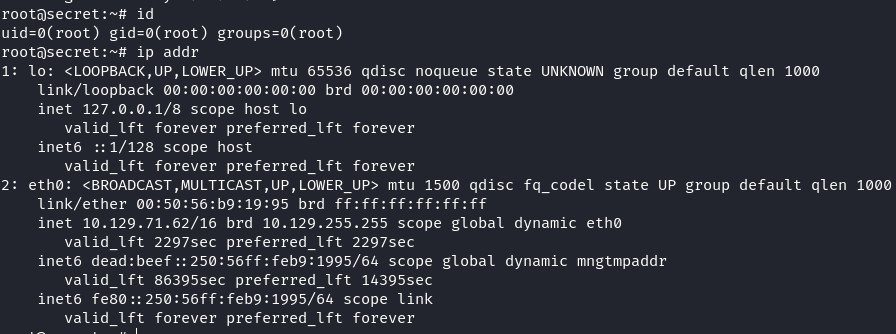 root@secret:~# id
uid=0(root) gid=0(root) groups=0(root)
root@secret:~# ip addr
1: lo: <LOOPBACK,UP,LOWER_UP> mtu 65536 qdisc noqueue state UNKNOWN group default qlen 1000
    link/loopback 00:00:00:00:00:00 brd 00:00:00:00:00:00
    inet 127.0.0.1/8 scope host lo
       valid_lft forever preferred_lft forever
    inet6 ::1/128 scope host
       valid_lft forever preferred_lft forever
2: eth0: <BROADCAST,MULTICAST,UP,LOWER_UP> mtu 1500 qdisc fq_codel state UP group default qlen 1000
    link/ether 00:50:56:b9:19:95 brd ff:ff:ff:ff:ff:ff
    inet 10.129.71.62/16 brd 10.129.255.255 scope global dynamic eth0
       valid_lft 2297sec preferred_lft 2297sec
    inet6 dead:beef::250:56ff:feb9:1995/64 scope global dynamic mngtmpaddr
       valid_lft 86395sec preferred_lft 14395sec
    inet6 fe80::250:56ff:feb9:1995/64 scope link
       valid_lft forever preferred_lft forever